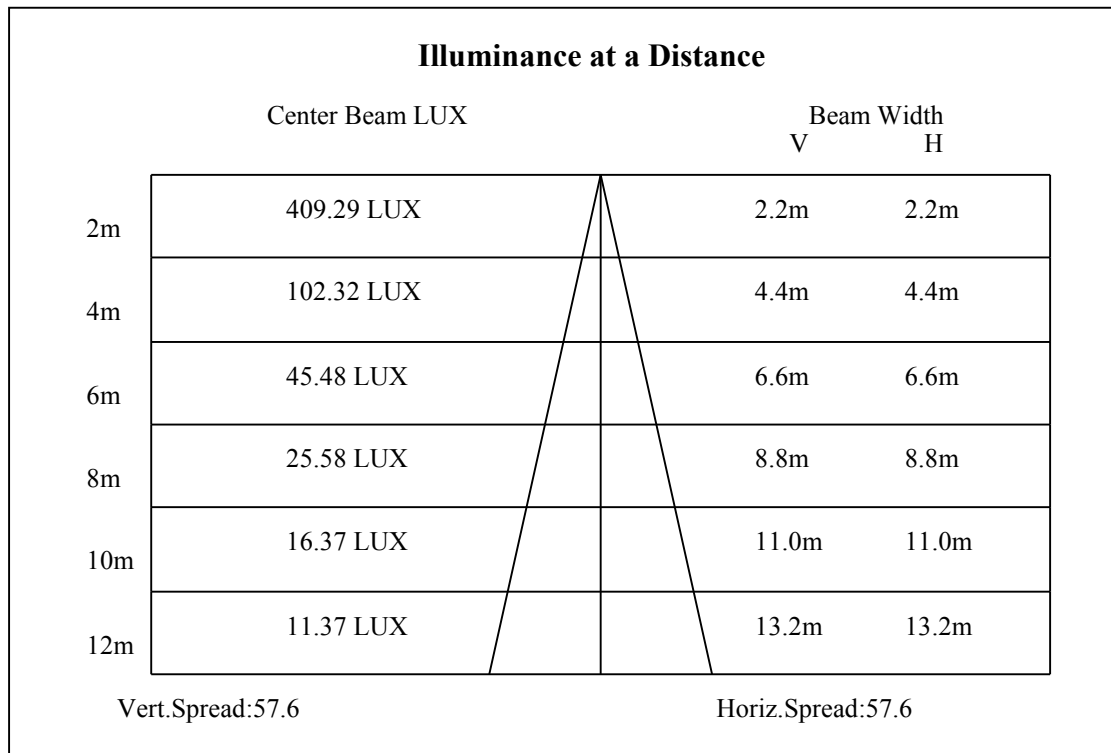 Illuminance at a Distance
Center Beam LUX Beam Width
V H
409.29 LUX 2.2m 2.2m
2m
102.32 LUX 4.4m 4.4m
4m
45.48 LUX 6.6m 6.6m
6m
25.58 LUX 8.8m 8.8m
8m
16.37 LUX 11.0m 11.0m
10m
11.37 LUX 13.2m 13.2m
12m
Vert.Spread:57.6 Horiz.Spread:57.6